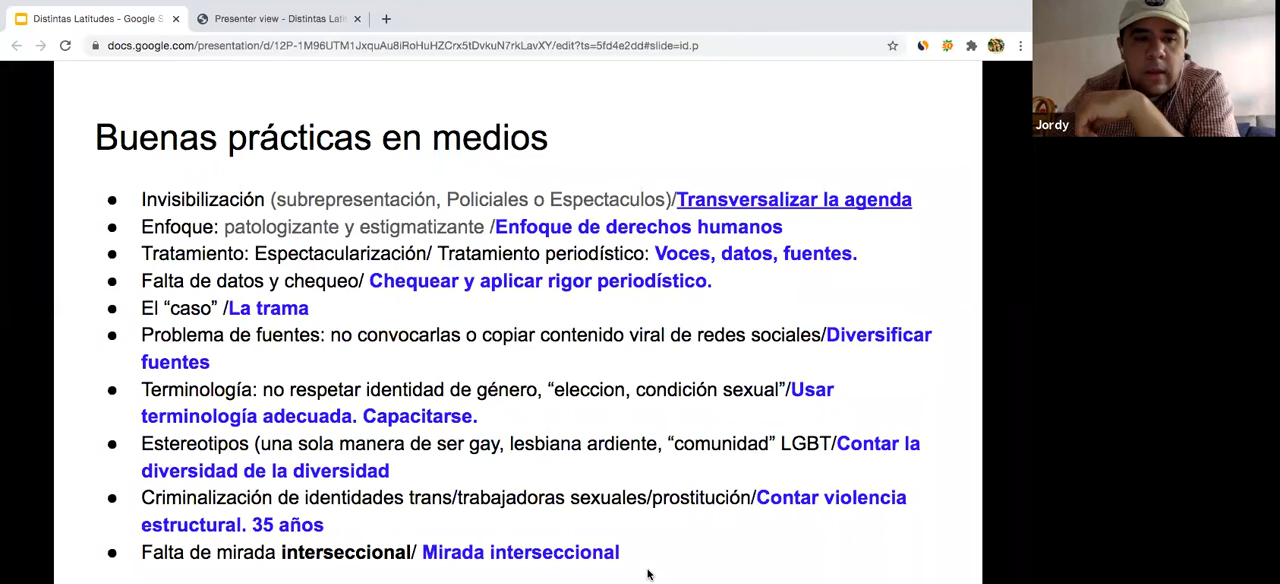 Distintas Latitudes - Google S
Presenter view - Distintas Lati
docs.google.com/presentation/d/12P-1M96UTM1JxquAu8iRoHuHZCrx5tDvkuN7rkLavXY/edit?ts=5fd4e2dd#slide=id.p
Jordy
Buenas prácticas en medios
● Invisibilización (subrepresentación, Policiales o Espectaculos)/Transversalizar la agenda
● Enfoque: patologizante y estigmatizante /Enfoque de derechos humanos
● Tratamiento: Espectacularización/ Tratamiento periodístico: Voces, datos, fuentes.
● Falta de datos y chequeo/ Chequear y aplicar rigor periodístico.
● El “caso” /La trama
● Problema de fuentes: no convocarlas o copiar contenido viral de redes sociales/Diversificar
fuentes
● Terminología: no respetar identidad de género, “eleccion, condición sexual”/Usar
terminología adecuada. Capacitarse.
● Estereotipos (una sola manera de ser gay, lesbiana ardiente, “comunidad” LGBT/Contar la
diversidad de la diversidad
● Criminalización de identidades trans/trabajadoras sexuales/prostitución/Contar violencia
estructural. 35 años
● Falta de mirada interseccional/ Mirada interseccional